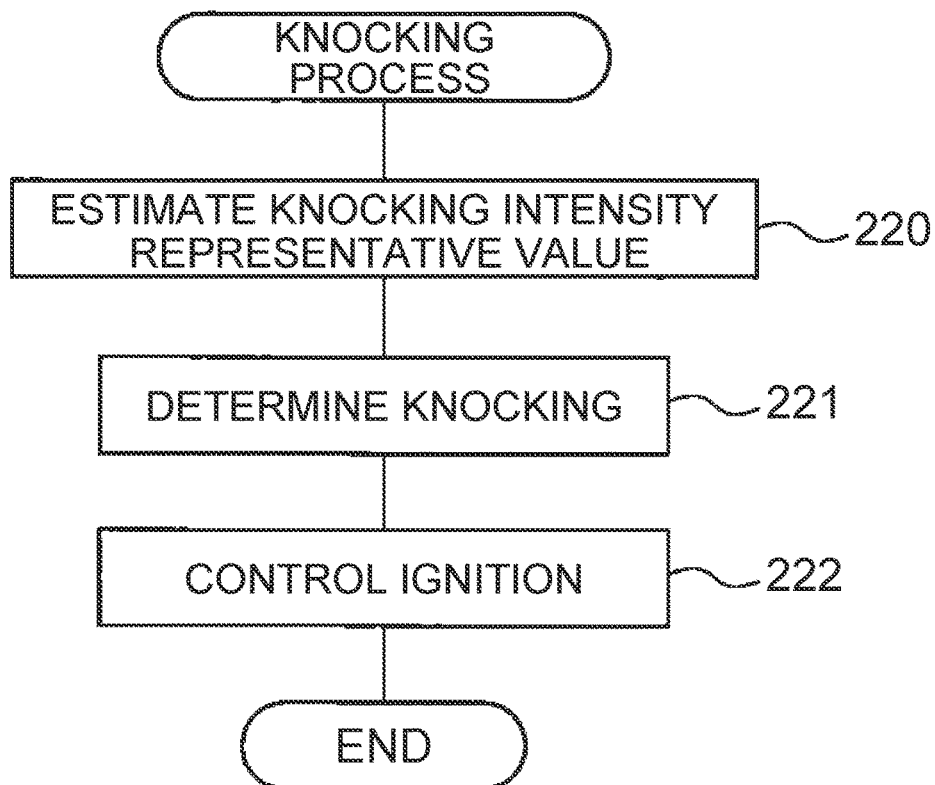 KNOCKING
PROCESS
ESTIMATE KNOCKING INTENSITY
REPRESENTATIVE VALUE
220
DETERMINE KNOCKING
221
CONTROL IGNITION
222
END